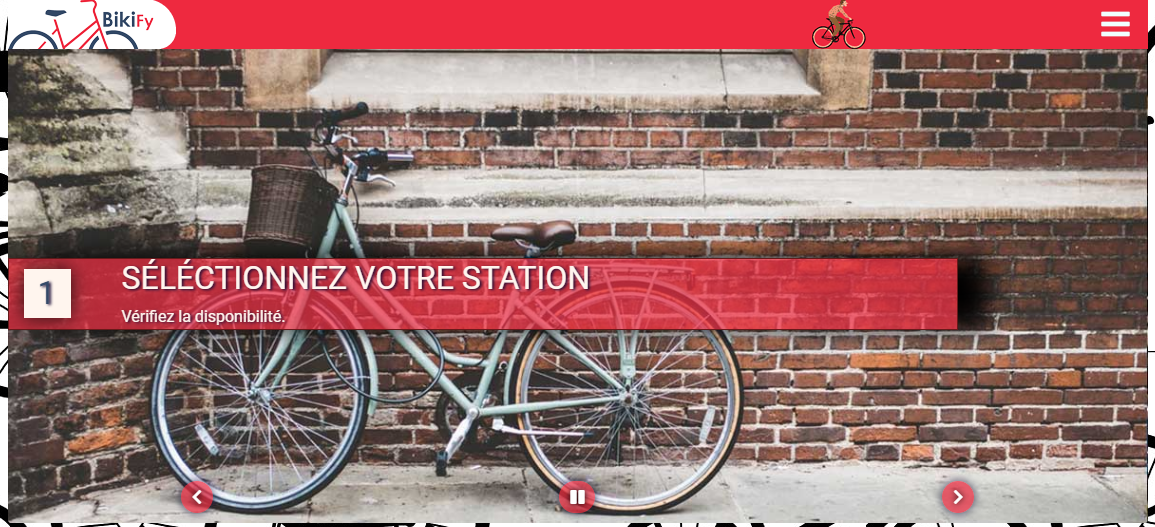 BikiFy
1
SÉLÉCTIONNEZ VOTRE STATION
Vérifiez la disponibilité.